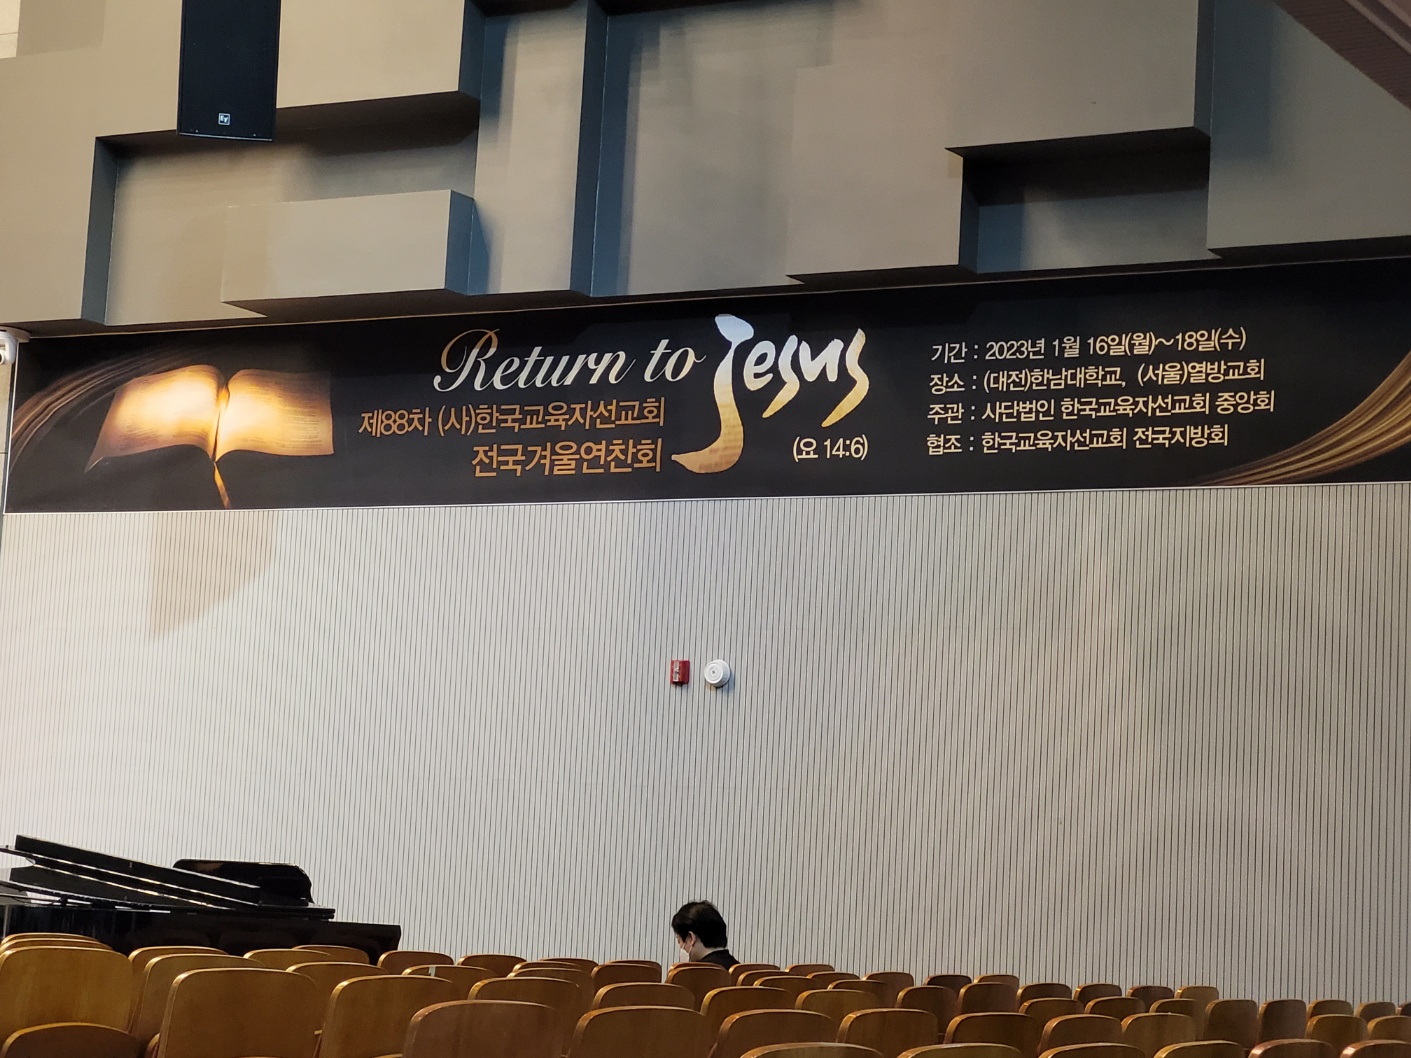 EV
Return to Jesus
제88차 (사)한국교육자선교회
전국겨울연찬회
(요 14:6)
기간 : 2023년 1월 16일(월)~18일(수)
장소 : (대전)한남대학교, (서울)열방교회
주관 : 사단법인 한국교육자선교회 중앙회
협조 : 한국교육자선교회 전국지방회